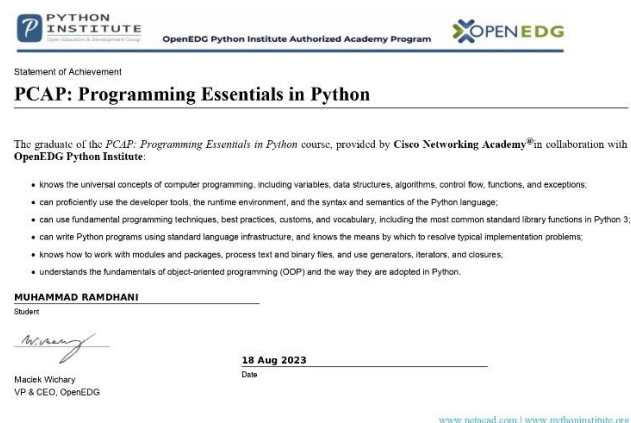 PYTHON
INSTITUTE
Open Education & Development Group
OpenEDG Python Institute Authorized Academy Program
OPENEDG
Statement of Achievement
PCAP: Programming Essentials in Python
The graduate of the PCAP: Programming Essentials in Python course, provided by Cisco Networking Academy® in collaboration with
OpenEDG Python Institute:
• knows the universal concepts of computer programming, including variables, data structures, algorithms, control flow, functions, and exceptions;
• can proficiently use the developer tools, the runtime environment, and the syntax and semantics of the Python language;
• can use fundamental programming techniques, best practices, customs, and vocabulary, including the most common standard library functions in Python 3;
• can write Python programs using standard language infrastructure, and knows the means by which to resolve typical implementation problems;
• knows how to work with modules and packages, process text and binary files, and use generators, iterators, and closures;
• understands the fundamentals of object-oriented programming (OOP) and the way they are adopted in Python.
MUHAMMAD RAMDHANI
Student
18 Aug 2023
Date
Maciek Wichary
VP & CEO, OpenEDG
www.netacad.com | www.pythoninstitute.org